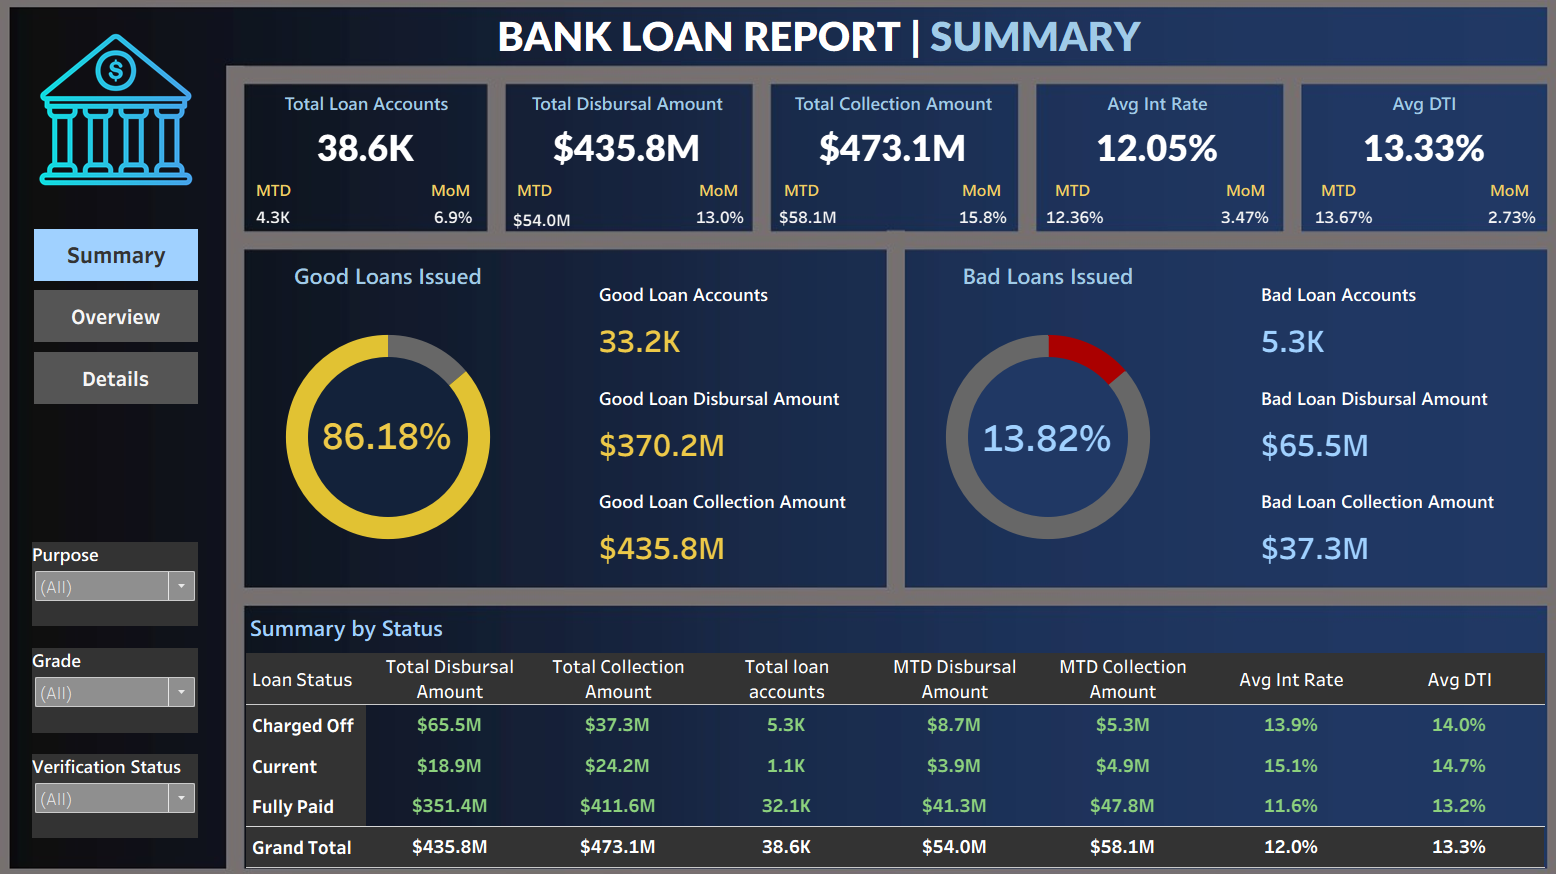 BANK LOAN REPORT | SUMMARY
$
Summary
Overview
Details
Purpose
(All)
Grade
(All)
Verification Status
(All)
Total Loan Accounts
38.6K
MTD MoM
4.3K 6.9%
Total Disbursal Amount
$435.8M
MTD MoM
$54.0M 13.0%
Total Collection Amount
$473.1M
MTD MoM
$58.1M 15.8%
Avg Int Rate
12.05%
MTD MoM
12.36% 3.47%
Avg DTI
13.33%
MTD MoM
13.67% 2.73%
Good Loans Issued
86.18%
Good Loan Accounts
33.2K
Good Loan Disbursal Amount
$370.2M
Good Loan Collection Amount
$435.8M
Bad Loans Issued
13.82%
Bad Loan Accounts
5.3K
Bad Loan Disbursal Amount
$65.5M
Bad Loan Collection Amount
$37.3M
Summary by Status
Loan Status Total Disbursal Amount Total Collection Amount Total loan accounts MTD Disbursal Amount MTD Collection Amount Avg Int Rate Avg DTI
Charged Off $65.5M $37.3M 5.3K $8.7M $5.3M 13.9% 14.0%
Current $18.9M $24.2M 1.1K $3.9M $4.9M 15.1% 14.7%
Fully Paid $351.4M $411.6M 32.1K $41.3M $47.8M 11.6% 13.2%
Grand Total $435.8M $473.1M 38.6K $54.0M $58.1M 12.0% 13.3%